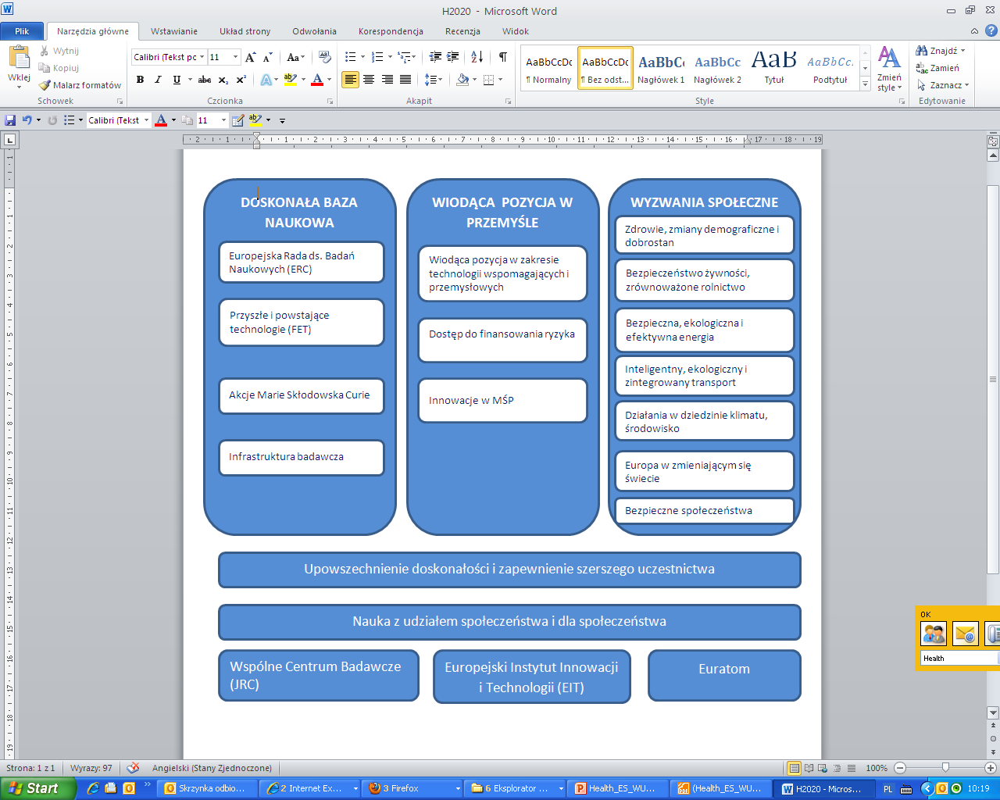 H2020 - Microsoft Word
Plik
Narzędzia główne
Wstawianie
Układ strony
Odwołania
Korespondencja
Recenzja
Widok
Wklej
Wytnij
Kopiuj
Malarz formatów
Schowek
Calibri (Tekst pc
11
Czcionka
Akapit
AaBbCcDc
¶ Normalny
AaBbCcDc
¶ Bez odst...
AaBbC
Nagłówek 1
AaBbCc
Nagłówek 2
AaB
Tytuł
AaBbCc.
Podtytuł
Zmień style
Style
Znajdź
Zamień
Zaznacz
Edytowanie
Calibri (Tekst
11
DOSKONAŁA BAZA
NAUKOWA
Europejska Rada ds. Badań
Naukowych (ERC)
Przyszłe i powstające
technologie (FET)
Akcje Marie Skłodowska Curie
Infrastruktura badawcza
WIODĄCA POZYCJA W
PRZEMYŚLE
Wiodąca pozycja w zakresie
technologii wspomagających i
przemysłowych
Dostęp do finansowania ryzyka
Innowacje w MŚP
WYZWANIA SPOŁECZNE
Zdrowie, zmiany demograficzne i
dobrostan
Bezpieczeństwo żywności,
zrównoważone rolnictwo
Bezpieczna, ekologiczna i
efektywna energia
Inteligentny, ekologiczny i
zintegrowany transport
Działania w dziedzinie klimatu,
środowisko
Europa w zmieniającym się
świecie
Bezpieczne społeczeństwa
Upowszechnienie doskonałości i zapewnienie szerszego uczestnictwa
Nauka z udziałem społeczeństwa i dla społeczeństwa
Wspólne Centrum Badawcze
(JRC)
Europejski Instytut Innowacji
i Technologii (EIT)
Euratom
OK
Health
Strona: 1 z 1
Wyrazy: 97
Angielski (Stany Zjednoczone)
100%
Start
Skrzynka odbio...
2 Internet Ex...
3 Firefox
6 Eksplorator ...
Health_ES_WU...
(Health_ES_WU...
H2020 - Micros...
PL
10:19